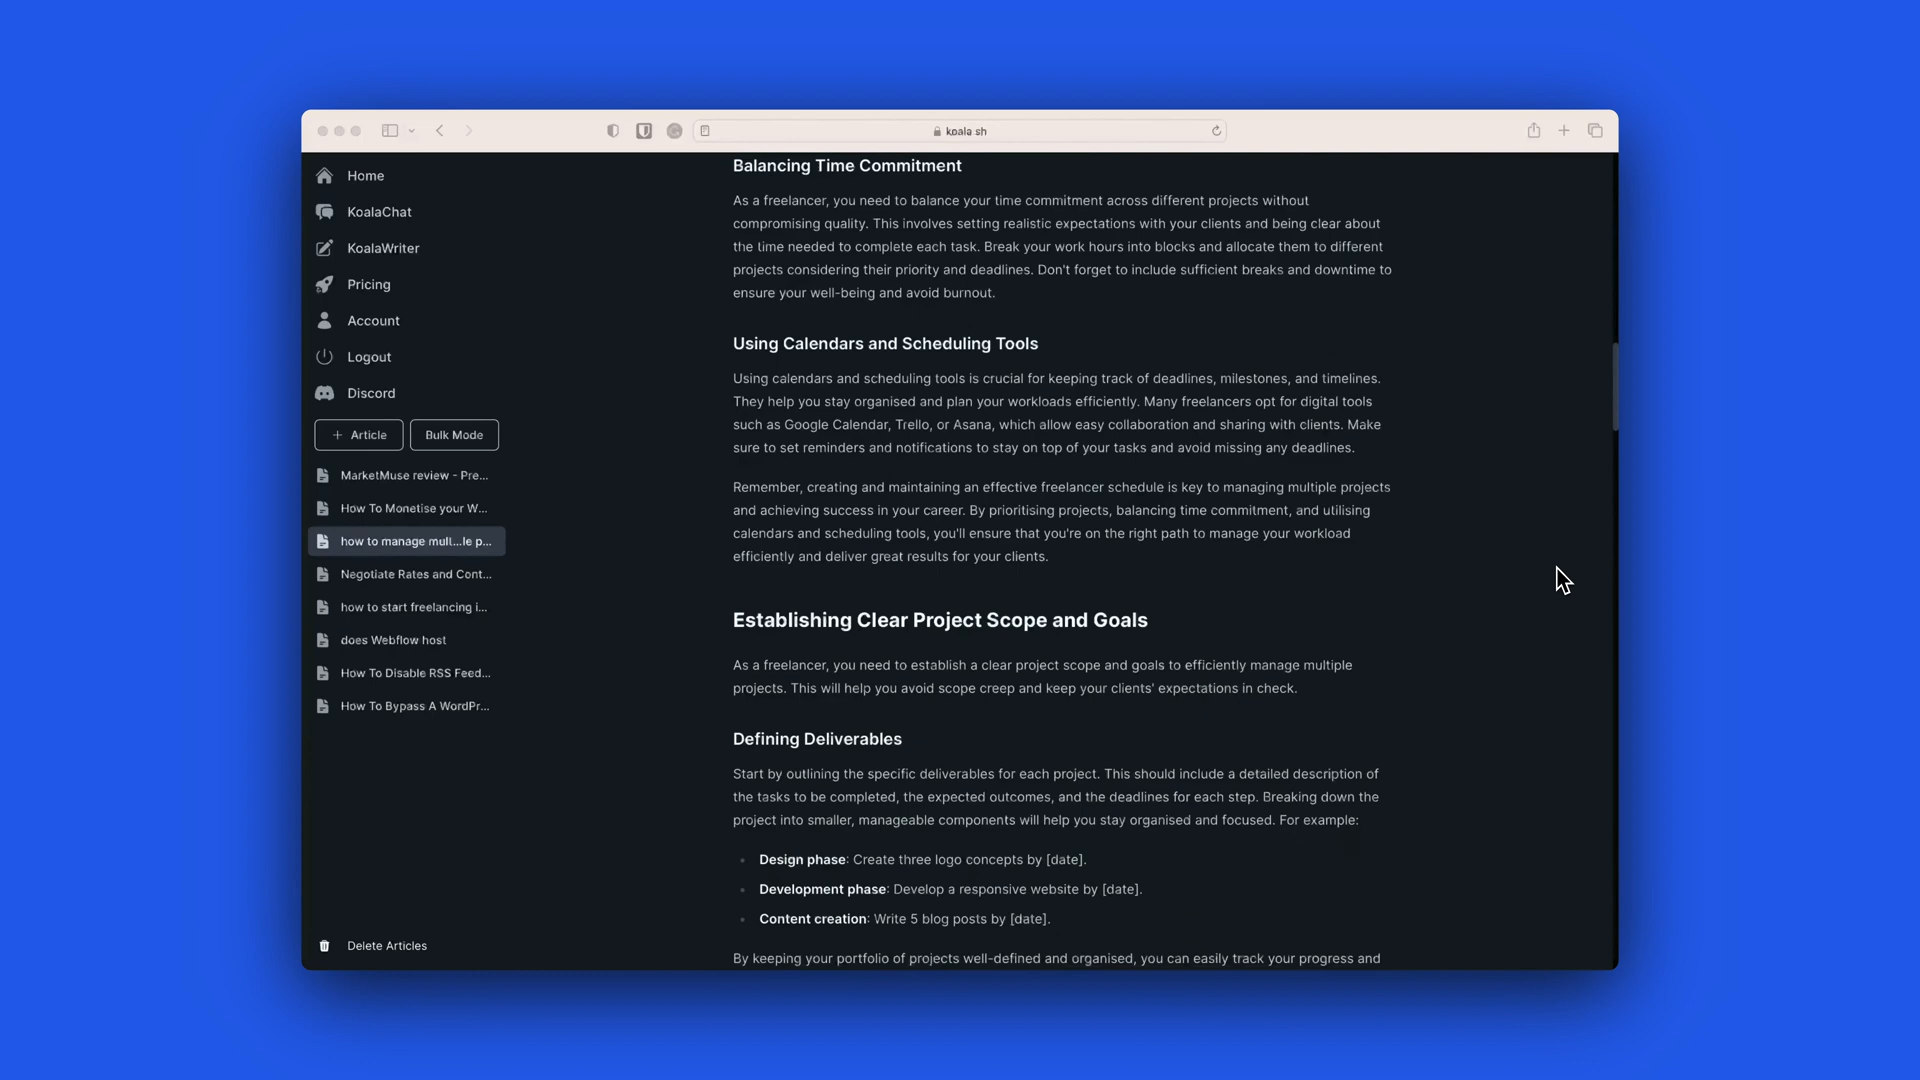 koala.sh
Home
KoalaChat
KoalaWriter
Pricing
Account
Logout
Discord
+ Article
Bulk Mode
MarketMuse review - Pre...
How To Monetise your W...
how to manage mult...le p...
Negotiate Rates and Cont...
how to start freelancing i...
does Webflow host
How To Disable RSS Feed...
How To Bypass A WordPr...
Delete Articles
Balancing Time Commitment
As a freelancer, you need to balance your time commitment across different projects without
compromising quality. This involves setting realistic expectations with your clients and being clear about
the time needed to complete each task. Break your work hours into blocks and allocate them to different
projects considering their priority and deadlines. Don't forget to include sufficient breaks and downtime to
ensure your well-being and avoid burnout.
Using Calendars and Scheduling Tools
Using calendars and scheduling tools is crucial for keeping track of deadlines, milestones, and timelines.
They help you stay organised and plan your workloads efficiently. Many freelancers opt for digital tools
such as Google Calendar, Trello, or Asana, which allow easy collaboration and sharing with clients. Make
sure to set reminders and notifications to stay on top of your tasks and avoid missing any deadlines.
Remember, creating and maintaining an effective freelancer schedule is key to managing multiple projects
and achieving success in your career. By prioritising projects, balancing time commitment, and utilising
calendars and scheduling tools, you'll ensure that you're on the right path to manage your workload
efficiently and deliver great results for your clients.
Establishing Clear Project Scope and Goals
As a freelancer, you need to establish a clear project scope and goals to efficiently manage multiple
projects. This will help you avoid scope creep and keep your clients' expectations in check.
Defining Deliverables
Start by outlining the specific deliverables for each project. This should include a detailed description of
the tasks to be completed, the expected outcomes, and the deadlines for each step. Breaking down the
project into smaller, manageable components will help you stay organised and focused. For example:
• Design phase: Create three logo concepts by [date].
• Development phase: Develop a responsive website by [date].
• Content creation: Write 5 blog posts by [date].
By keeping your portfolio of projects well-defined and organised, you can easily track your progress and